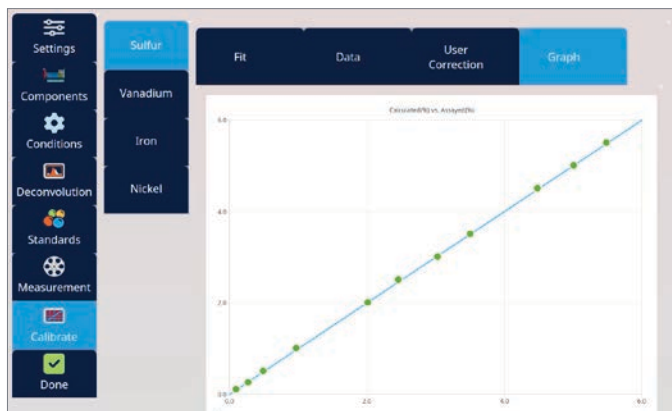 Settings
Components
Conditions
Deconvolution
Standards
Measurement
Calibrate
Done
Sulfur
Vanadium
Iron
Nickel
Fit
Data
User
Correction
Graph
Calculated(%) vs. Assayed(%)
6.0
4.0
2.0
0.0
0.0
2.0
4.0
6.0